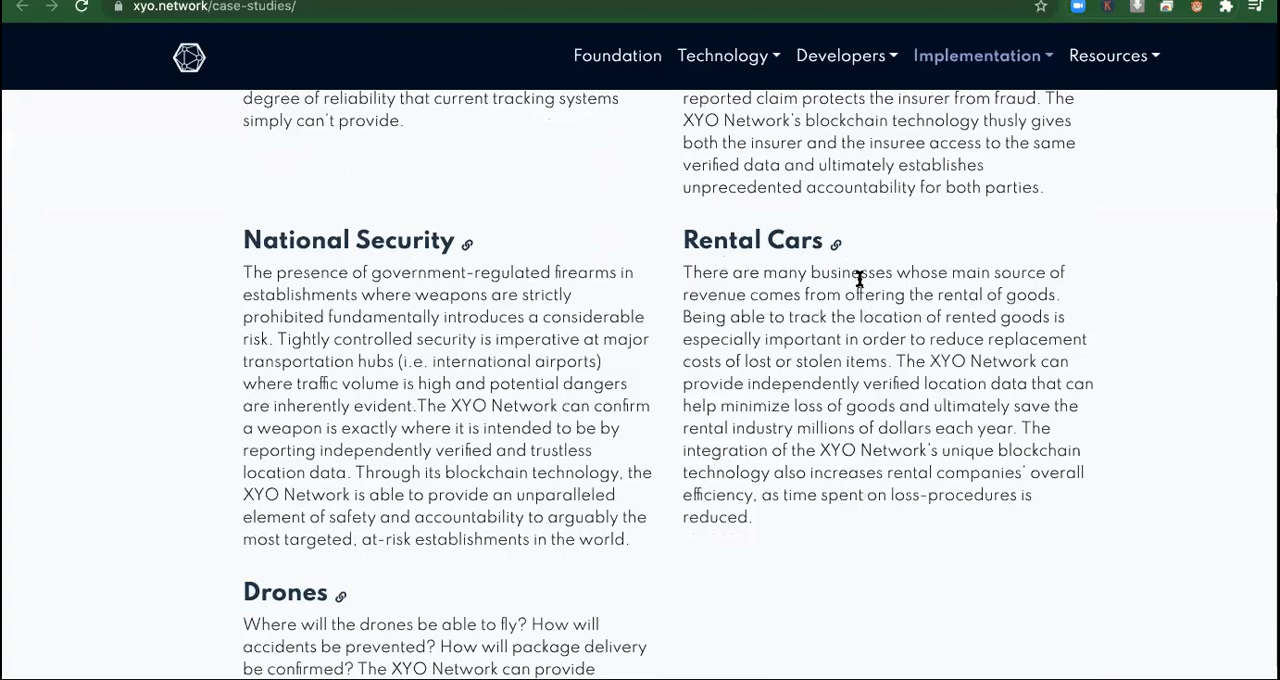 xyo.network/case-studies/
Foundation Technology Developers Implementation Resources
degree of reliability that current tracking systems
simply can't provide.
reported claim protects the insurer from fraud. The
XYO Network's blockchain technology thusly gives
both the insurer and the insuree access to the same
verified data and ultimately establishes
unprecedented accountability for both parties.
National Security
The presence of government-regulated firearms in
establishments where weapons are strictly
prohibited fundamentally introduces a considerable
risk. Tightly controlled security is imperative at major
transportation hubs (i.e. international airports)
where traffic volume is high and potential dangers
are inherently evident.The XYO Network can confirm
a weapon is exactly where it is intended to be by
reporting independently verified and trustless
location data. Through its blockchain technology, the
XYO Network is able to provide an unparalleled
element of safety and accountability to arguably the
most targeted, at-risk establishments in the world.
Rental Cars
There are many businesses whose main source of
revenue comes from offering the rental of goods.
Being able to track the location of rented goods is
especially important in order to reduce replacement
costs of lost or stolen items. The XYO Network can
provide independently verified location data that can
help minimize loss of goods and ultimately save the
rental industry millions of dollars each year. The
integration of the XYO Network's unique blockchain
technology also increases rental companies' overall
efficiency, as time spent on loss-procedures is
reduced.
Drones
Where will the drones be able to fly? How will
accidents be prevented? How will package delivery
be confirmed? The XYO Network can provide